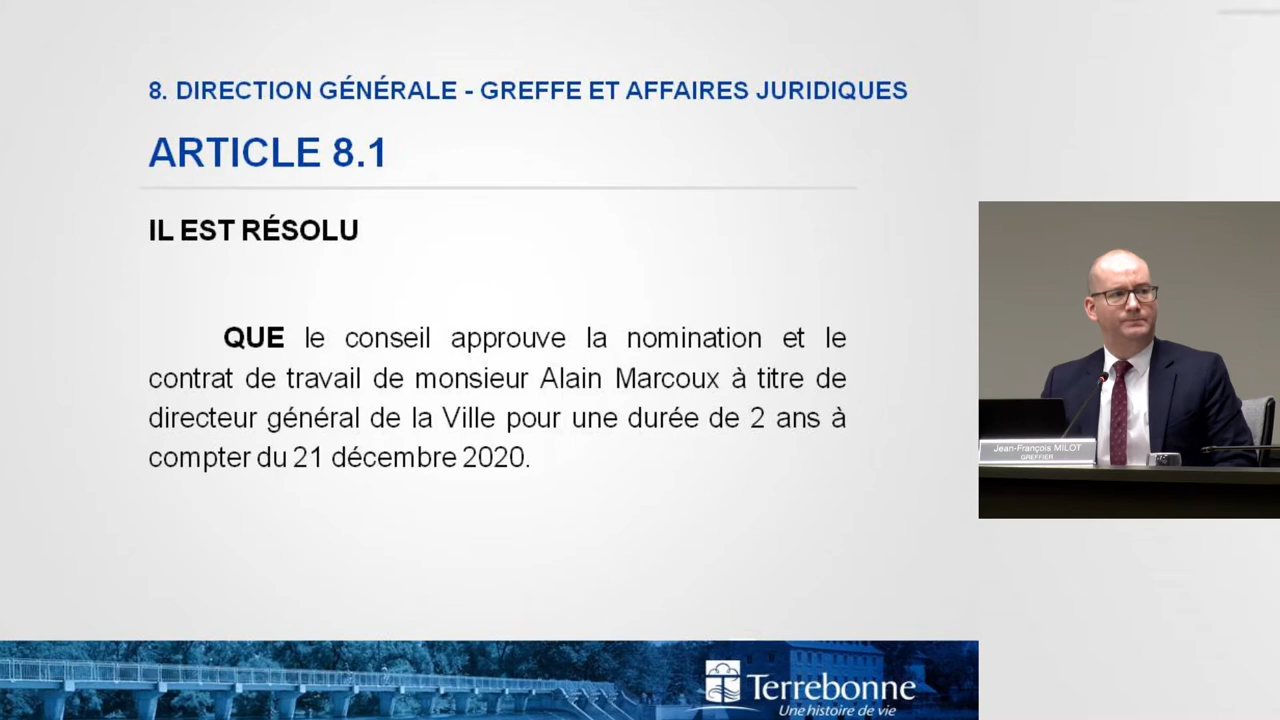 8. DIRECTION GÉNÉRALE - GREFFE ET AFFAIRES JURIDIQUES
ARTICLE 8.1
IL EST RÉSOLU
QUE le conseil approuve la nomination et le
contrat de travail de monsieur Alain Marcoux à titre de
directeur général de la Ville pour une durée de 2 ans à
compter du 21 décembre 2020.
Jean-François MILOT
GREFFIER
Terrebonne
Une histoire de vie